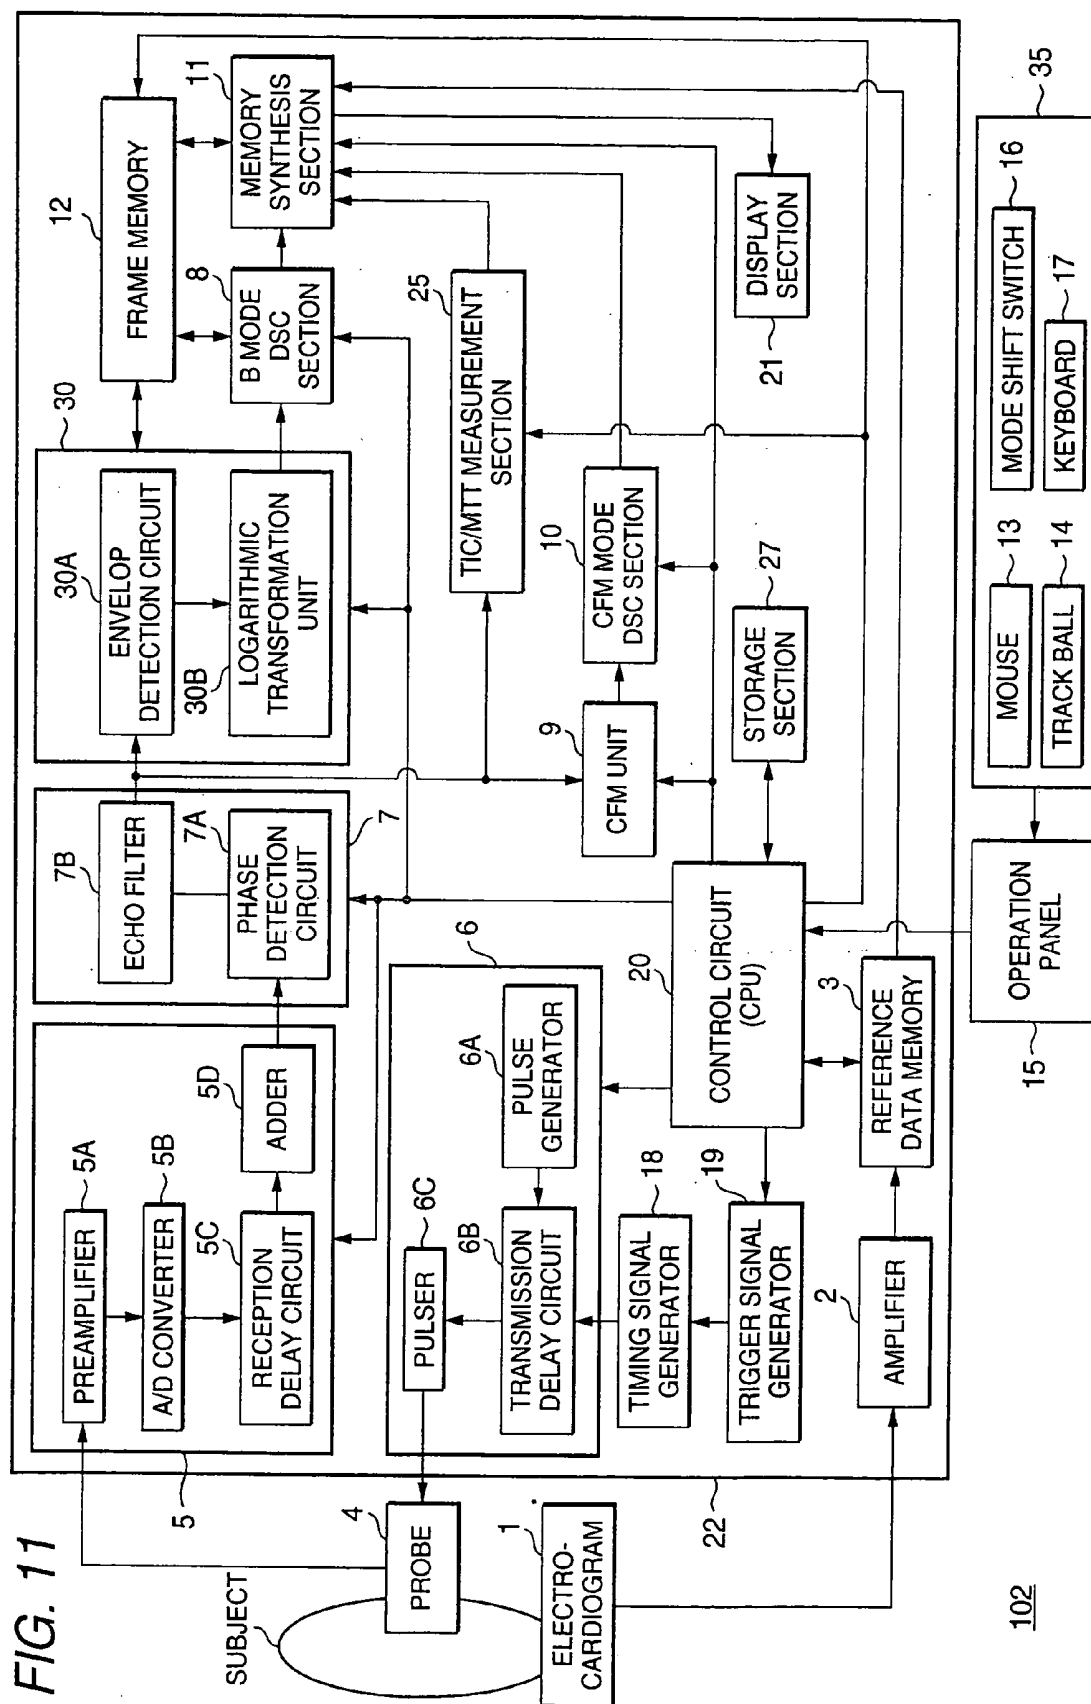 FIG. 11
SUBJECT
4
PROBE
1
ELECTRO-
CARDIOGRAM
102
22
5
5A
PREAMPLIFIER
5B
A/D CONVERTER
5C
RECEPTION
DELAY CIRCUIT
5D
ADDER
6
6A
PULSE
GENERATOR
6B
TRANSMISSION
DELAY CIRCUIT
6C
PULSER
18
TIMING SIGNAL
GENERATOR
19
TRIGGER SIGNAL
GENERATOR
2
AMPLIFIER
3
REFERENCE
DATA MEMORY
20
CONTROL CIRCUIT
(CPU)
7
7A
PHASE
DETECTION
CIRCUIT
7B
ECHO FILTER
30
30A
ENVELOP
DETECTION CIRCUIT
30B
LOGARITHMIC
TRANSFORMATION
UNIT
12
FRAME MEMORY
8
B MODE
DSC
SECTION
11
MEMORY
SYNTHESIS
SECTION
25
TIC/MTT MEASUREMENT
SECTION
9
CFM UNIT
10
CFM MODE
DSC SECTION
27
STORAGE
SECTION
21
DISPLAY
SECTION
15
OPERATION
PANEL
35
13
MOUSE
14
TRACK BALL
16
MODE SHIFT SWITCH
17
KEYBOARD